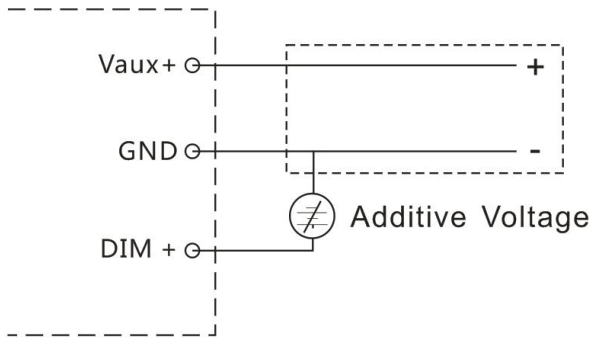 Vaux+
+
GND
-
Additive Voltage
DIM +